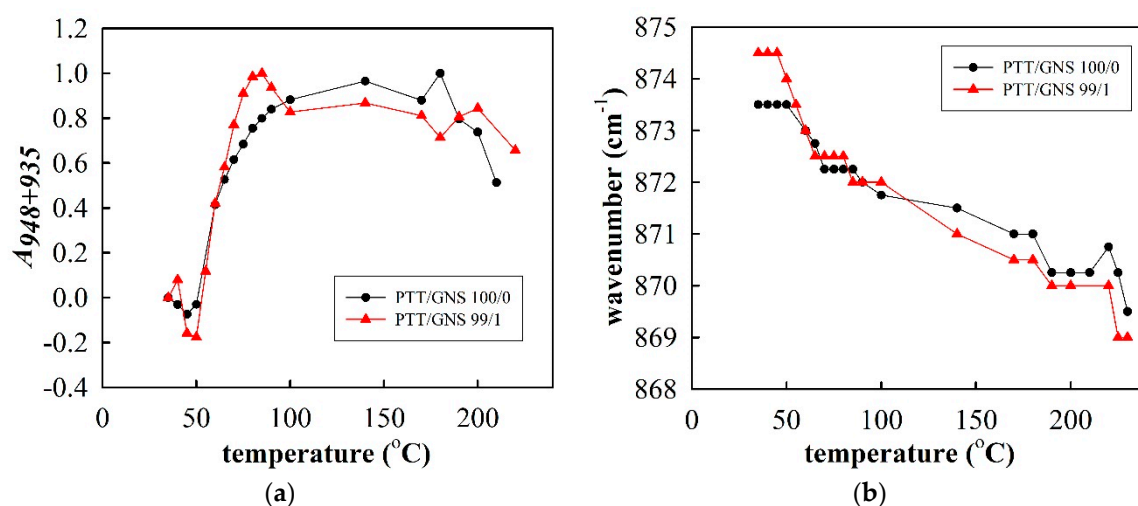 1.2
1.0
0.8
0.6
0.4
0.2
0.0
-0.2
-0.4
A948+935
PTT/GNS 100/0
PTT/GNS 99/1
0 50 100 150 200
temperature (°C)
(a)
875
874
873
872
871
870
869
868
wavenumber (cm⁻¹)
PTT/GNS 100/0
PTT/GNS 99/1
0 50 100 150 200
temperature (°C)
(b)